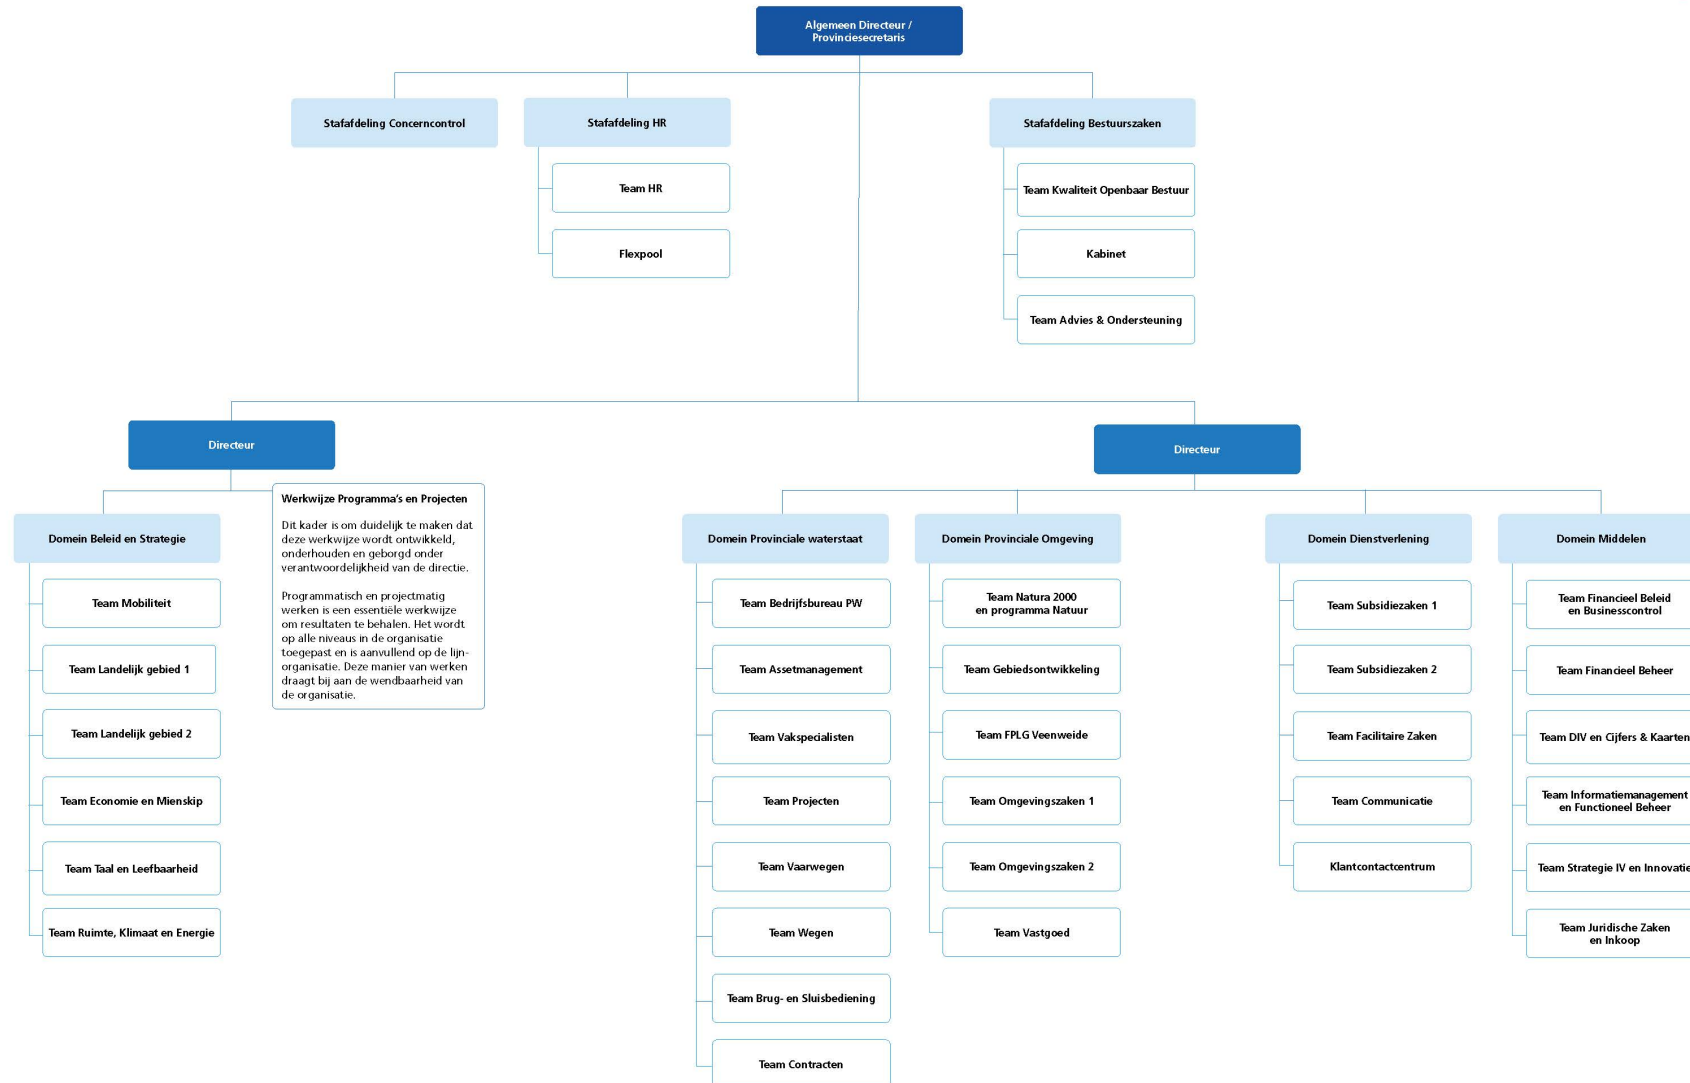 Algemeen Directeur /
Provinciesecretaris
Stafafdeling Concerncontrol
Stafafdeling HR
Team HR
Flexpool
Stafafdeling Bestuurszaken
Team Kwaliteit Openbaar Bestuur
Kabinet
Team Advies & Ondersteuning
Directeur
Domein Beleid en Strategie
Team Mobiliteit
Team Landelijk gebied 1
Team Landelijk gebied 2
Team Economie en Mienskip
Team Taal en Leefbaarheid
Team Ruimte, Klimaat en Energie
Werkwijze Programma's en Projecten
Dit kader is om duidelijk te maken dat
deze werkwijze wordt ontwikkeld,
onderhouden en geborgd onder
verantwoordelijkheid van de directie.
Programmatisch en projectmatig
werken is een essentiële werkwijze
om resultaten te behalen. Het wordt
op alle niveaus in de organisatie
toegepast en is aanvullend op de lijn-
organisatie. Deze manier van werken
draagt bij aan de wendbaarheid van
de organisatie.
Directeur
Domein Provinciale waterstaat
Team Bedrijfsbureau PW
Team Assetmanagement
Team Vakspecialisten
Team Projecten
Team Vaarwegen
Team Wegen
Team Brug- en Sluisbediening
Team Contracten
Domein Provinciale Omgeving
Team Natura 2000
en programma Natuur
Team Gebiedsontwikkeling
Team FPLG Veenweide
Team Omgevingszaken 1
Team Omgevingszaken 2
Team Vastgoed
Domein Dienstverlening
Team Subsidiezaken 1
Team Subsidiezaken 2
Team Facilitaire Zaken
Team Communicatie
Klantcontactcentrum
Domein Middelen
Team Financieel Beleid
en Businesscontrol
Team Financieel Beheer
Team DIV en Cijfers & Kaarten
Team Informatiemanagement
en Functioneel Beheer
Team Strategie IV en Innovatie
Team Juridische Zaken
en Inkoop